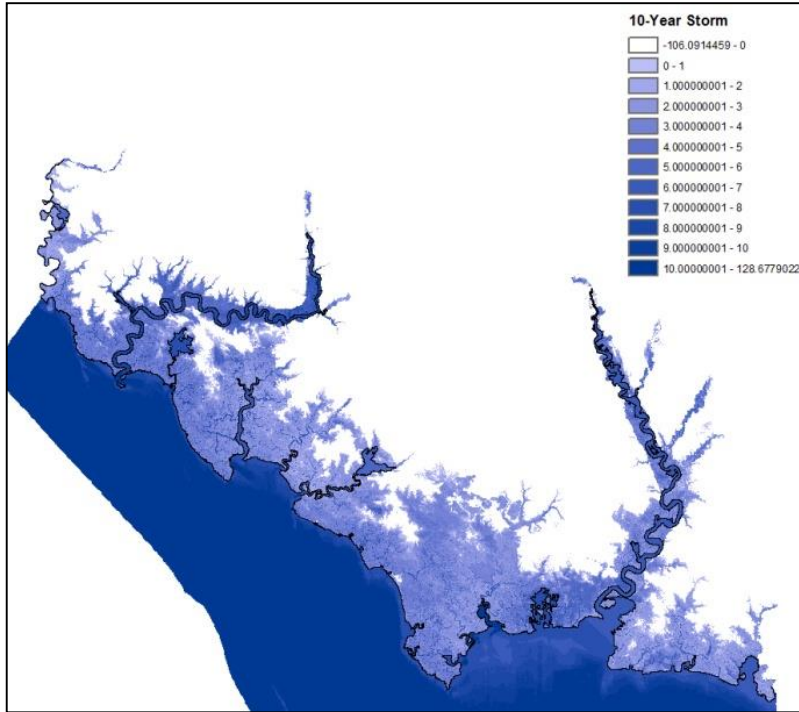 10-Year Storm
-106.0914459 - 0
0 - 1
1.000000001 - 2
2.000000001 - 3
3.000000001 - 4
4.000000001 - 5
5.000000001 - 6
6.000000001 - 7
7.000000001 - 8
8.000000001 - 9
9.000000001 - 10
10.00000001 - 128.6779022